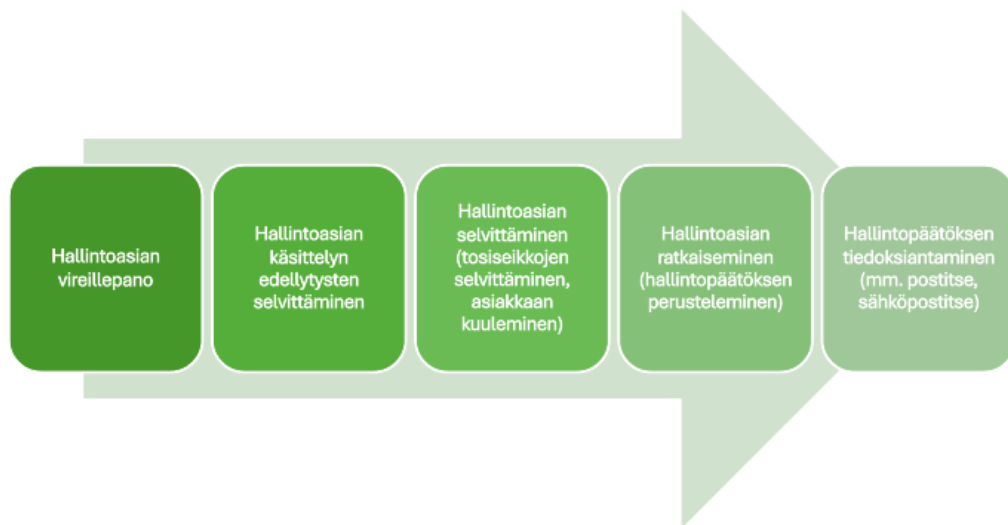 Hallintoasian
vireillepano
Hallintoasian
käsittelyn
edellytysten
selvittäminen
Hallintoasian
selvittäminen
(tosiseikkojen
selvittäminen,
asiakkaan
kuuleminen)
Hallintoasian
ratkaiseminen
(hallintopäätöksen
perusteleminen)
Hallintopäätöksen
tiedoksiantaminen
(mm. postitse,
sähköpostitse)